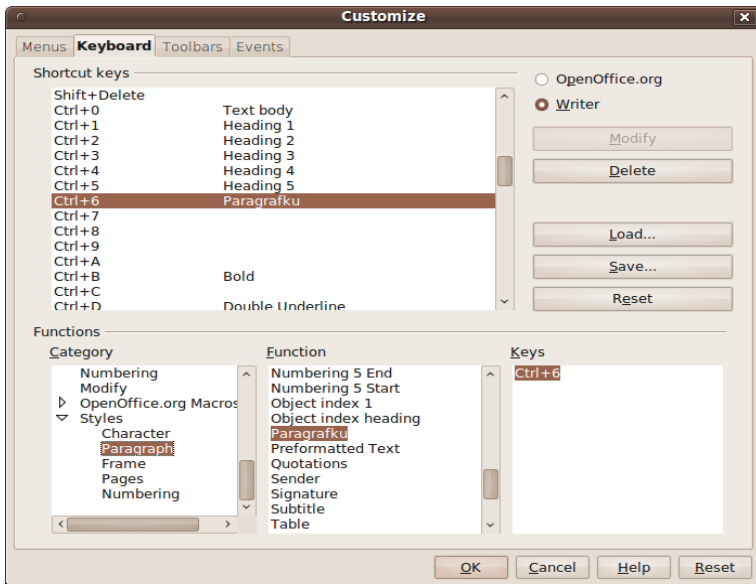 Customize
Menus Keyboard Toolbars Events
Shortcut keys
Shift+Delete
Ctrl+0 Text body
Ctrl+1 Heading 1
Ctrl+2 Heading 2
Ctrl+3 Heading 3
Ctrl+4 Heading 4
Ctrl+5 Heading 5
Ctrl+6 Paragrafku
Ctrl+7
Ctrl+8
Ctrl+9
Ctrl+A
Ctrl+B Bold
Ctrl+C
Ctrl+D Double Underline
OpenOffice.org
Writer
Modify
Delete
Load...
Save...
Reset
Functions
Category
Numbering
Modify
OpenOffice.org Macros
Styles
Character
Paragraph
Frame
Pages
Numbering
Function
Numbering 5 End
Numbering 5 Start
Object index 1
Object index heading
Paragrafku
Preformatted Text
Quotations
Sender
Signature
Subtitle
Table
Keys
Ctrl+6
OK Cancel Help Reset